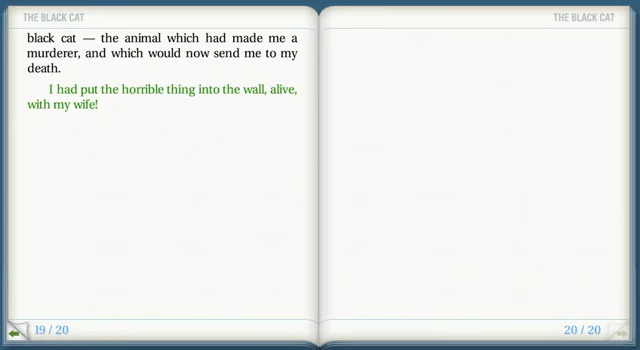 THE BLACK CAT
THE BLACK CAT
black cat — the animal which had made me a
murderer, and which would now send me to my
death.
I had put the horrible thing into the wall, alive,
with my wife!
19 / 20
20 / 20